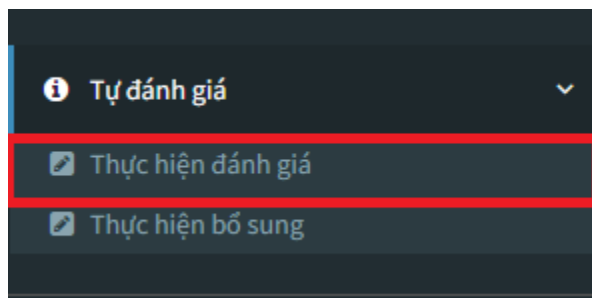 Tự đánh giá
Thực hiện đánh giá
Thực hiện bổ sung